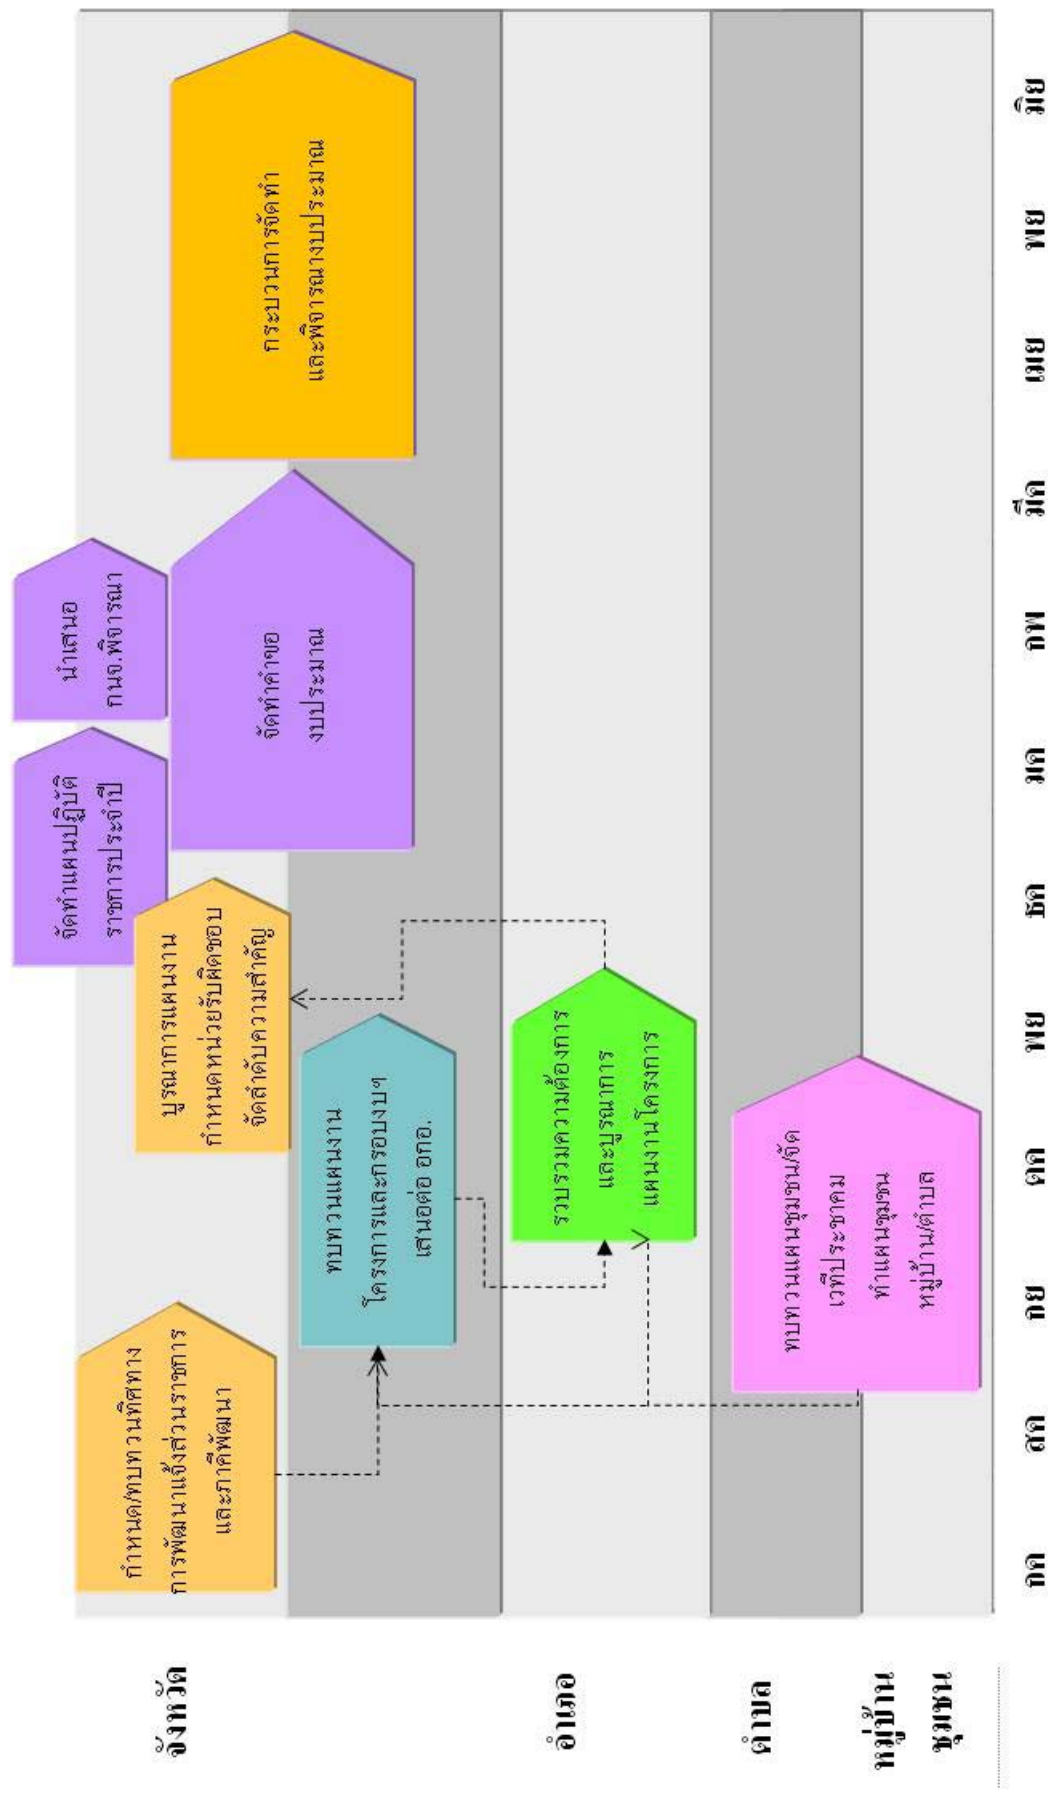 จังหวัด
กำหนด/ทบทวนทิศทาง
การพัฒนาแจ้งส่วนราชการ
และภาคีพัฒนา
บูรณาการแผนงาน
กำหนดหน่วยรับผิดชอบ
จัดลำดับความสำคัญ
จัดทำแผนปฏิบัติ
ราชการประจำปี
นำเสนอ
กนจ.พิจารณา
จัดทำคำขอ
งบประมาณ
กระบวนการจัดทำ
และพิจารณางบประมาณ
ทบทวนแผนงาน
โครงการและกรอบงบฯ
เสนอต่อ อกอ.
อำเภอ
รวบรวมความต้องการ
และบูรณาการ
แผนงานโครงการ
ตำบล
ทบทวนแผนชุมชน/จัด
เวทีประชาคม
ทำแผนชุมชน
หมู่บ้าน/ตำบล
หมู่บ้าน
ชุมชน
กค สค กย ตค พย ธค มค กพ มีค เมย พค มิย